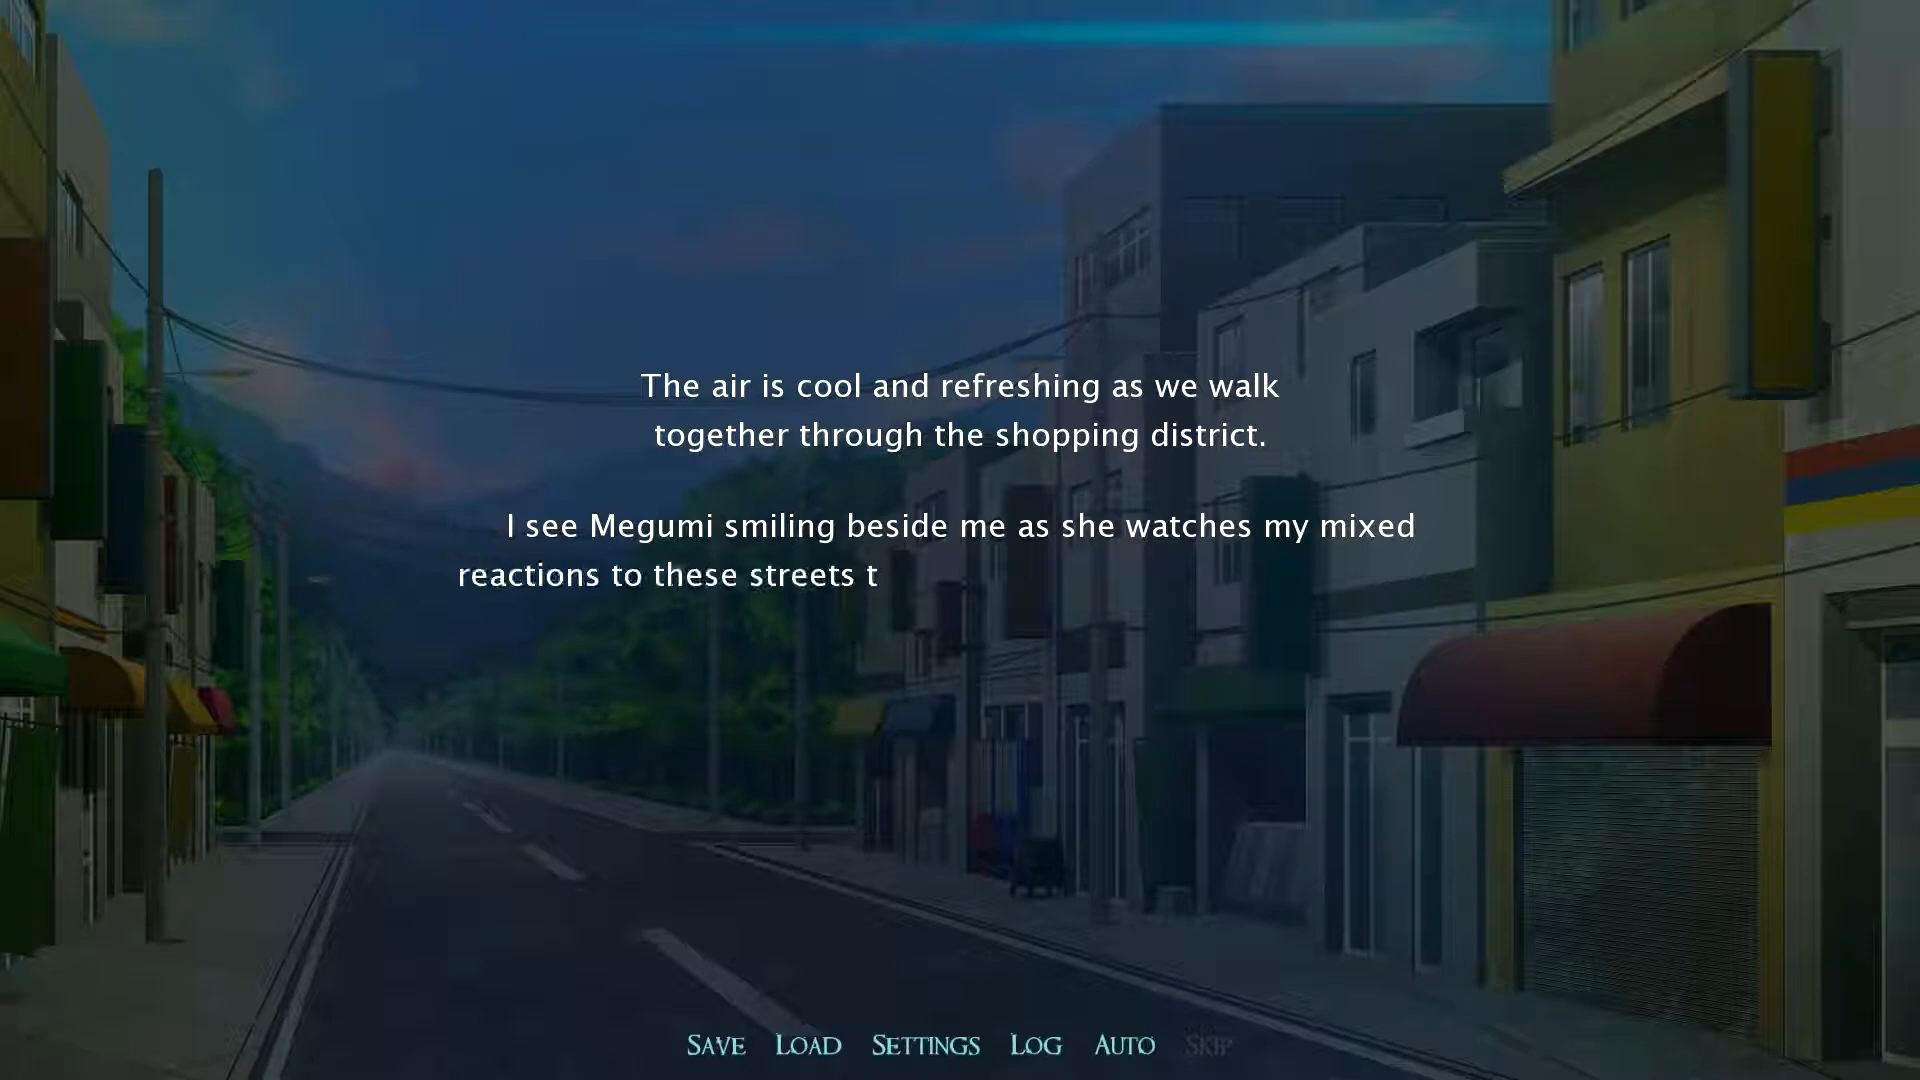 The air is cool and refreshing as we walk
together through the shopping district.
I see Megumi smiling beside me as she watches my mixed
reactions to these streets t
SAVE LOAD SETTINGS LOG AUTO SKIP